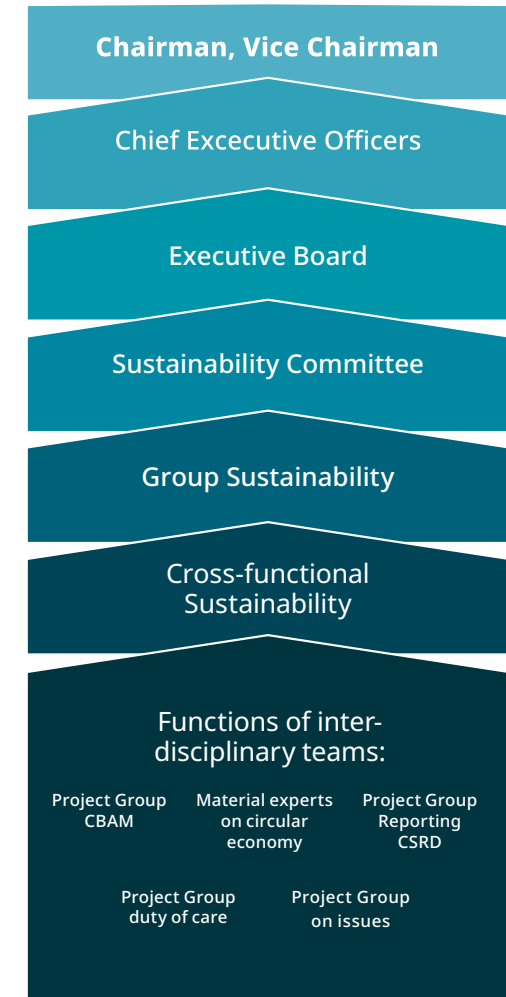 Chairman, Vice Chairman
Chief Excecutive Officers
Executive Board
Sustainability Committee
Group Sustainability
Cross-functional
Sustainability
Functions of inter-
disciplinary teams:
Project Group
CBAM
Material experts
on circular
economy
Project Group
Reporting
CSRD
Project Group
duty of care
Project Group
on issues